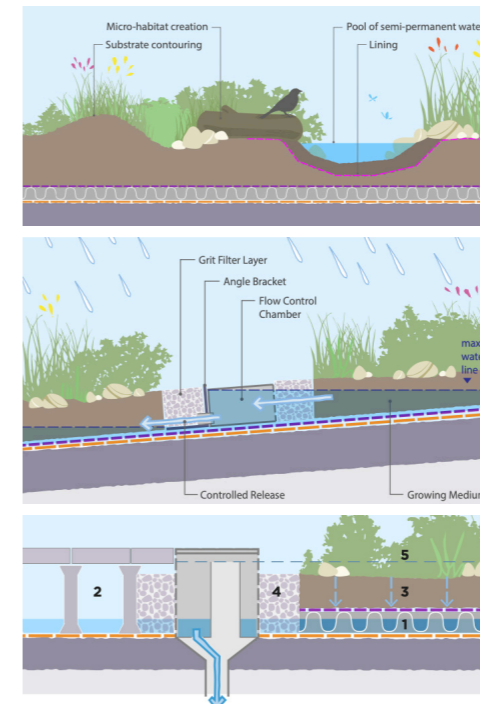 Micro-habitat creation
Pool of semi-permanent wate
Substrate contouring
Lining
Grit Filter Layer
Angle Bracket
Flow Control
Chamber
max
wate
line
Controlled Release
Growing Medium
5
2
4
3
1